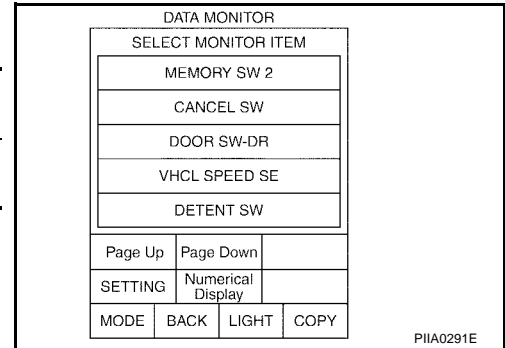 DATA MONITOR
SELECT MONITOR ITEM
MEMORY SW 2
CANCEL SW
DOOR SW-DR
VHCL SPEED SE
DETENT SW
Page Up Page Down
SETTING Numerical Display
MODE BACK LIGHT COPY
PIIA0291E